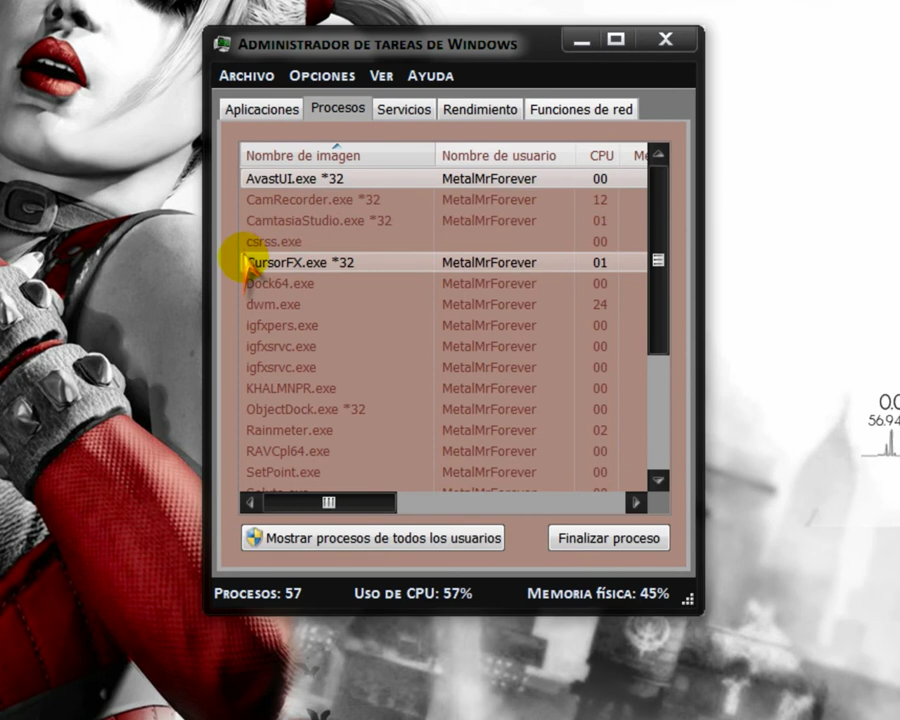 Administrador de tareas de Windows
Archivo Opciones Ver Ayuda
Aplicaciones Procesos Servicios Rendimiento Funciones de red
Nombre de imagen Nombre de usuario CPU
AvastUI.exe *32 MetalMrForever 00
CamRecorder.exe *32 MetalMrForever 12
CamtasiaStudio.exe *32 MetalMrForever 01
csrss.exe 00
CursorFX.exe *32 MetalMrForever 01
Dock64.exe MetalMrForever 00
dwm.exe MetalMrForever 24
igfxpers.exe MetalMrForever 00
igfxsrvc.exe MetalMrForever 00
igfxsrvc.exe MetalMrForever 00
KHALMNPR.exe MetalMrForever 00
ObjectDock.exe *32 MetalMrForever 00
Rainmeter.exe MetalMrForever 02
RAVCpl64.exe MetalMrForever 00
SetPoint.exe MetalMrForever 00
Mostrar procesos de todos los usuarios Finalizar proceso
Procesos: 57 Uso de CPU: 57% Memoria física: 45%
56.94